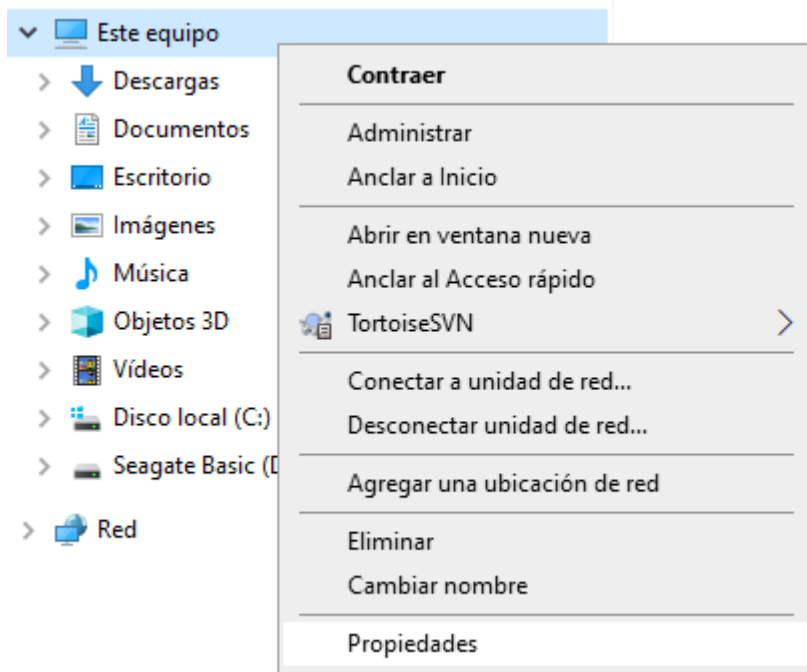 Este equipo
Descargas
Documentos
Escritorio
Imágenes
Música
Objetos 3D
Vídeos
Disco local (C:)
Seagate Basic (D
Red
Contraer
Administrar
Anclar a Inicio
Abrir en ventana nueva
Anclar al Acceso rápido
TortoiseSVN
Conectar a unidad de red...
Desconectar unidad de red...
Agregar una ubicación de red
Eliminar
Cambiar nombre
Propiedades